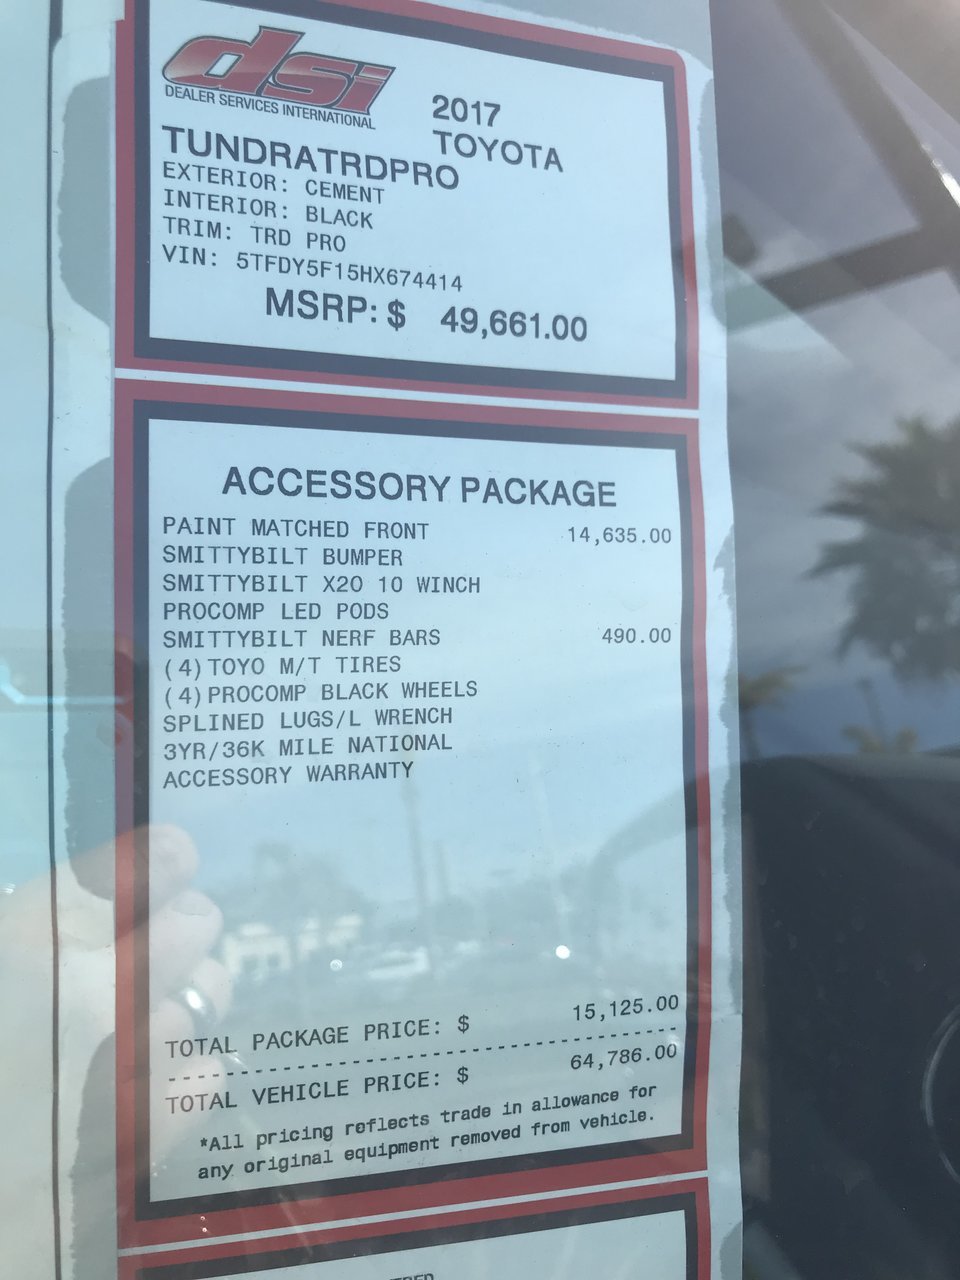 dsi
DEALER SERVICES INTERNATIONAL
2017
TOYOTA
TUNDRATRDPRO
EXTERIOR: CEMENT
INTERIOR: BLACK
TRIM: TRD PRO
VIN: 5TFDY5F15HX674414
MSRP: $ 49,661.00
ACCESSORY PACKAGE
PAINT MATCHED FRONT 14,635.00
SMITTYBILT BUMPER
SMITTYBILT X20 10 WINCH
PROCOMP LED PODS
SMITTYBILT NERF BARS 490.00
(4)TOYO M/T TIRES
(4)PROCOMP BLACK WHEELS
SPLINED LUGS/L WRENCH
3YR/36K MILE NATIONAL
ACCESSORY WARRANTY
TOTAL PACKAGE PRICE: $ 15,125.00
TOTAL VEHICLE PRICE: $ 64,786.00
*All pricing reflects trade in allowance for
any original equipment removed from vehicle.